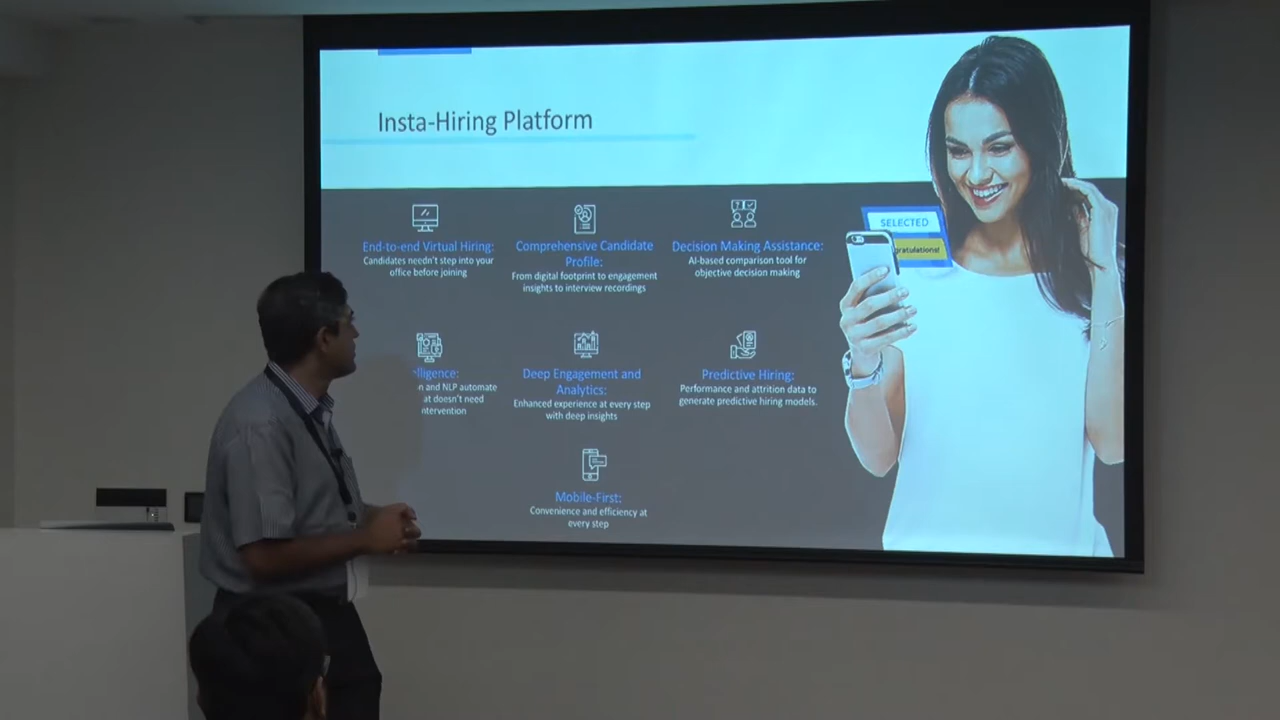 Insta-Hiring Platform
SELECTED
gratulations!
End-to-end Virtual Hiring:
Candidates needn't step into your
office before joining
Comprehensive Candidate
Profile:
From digital footprint to engagement
insights to interview recordings
Decision Making Assistance:
AI-based comparison tool for
objective decision making
lligence:
n and NLP automate
at doesn't need
ntervention
Deep Engagement and
Analytics:
Enhanced experience at every step
with deep insights
Predictive Hiring:
Performance and attrition data to
generate predictive hiring models.
Mobile-First:
Convenience and efficiency at
every step